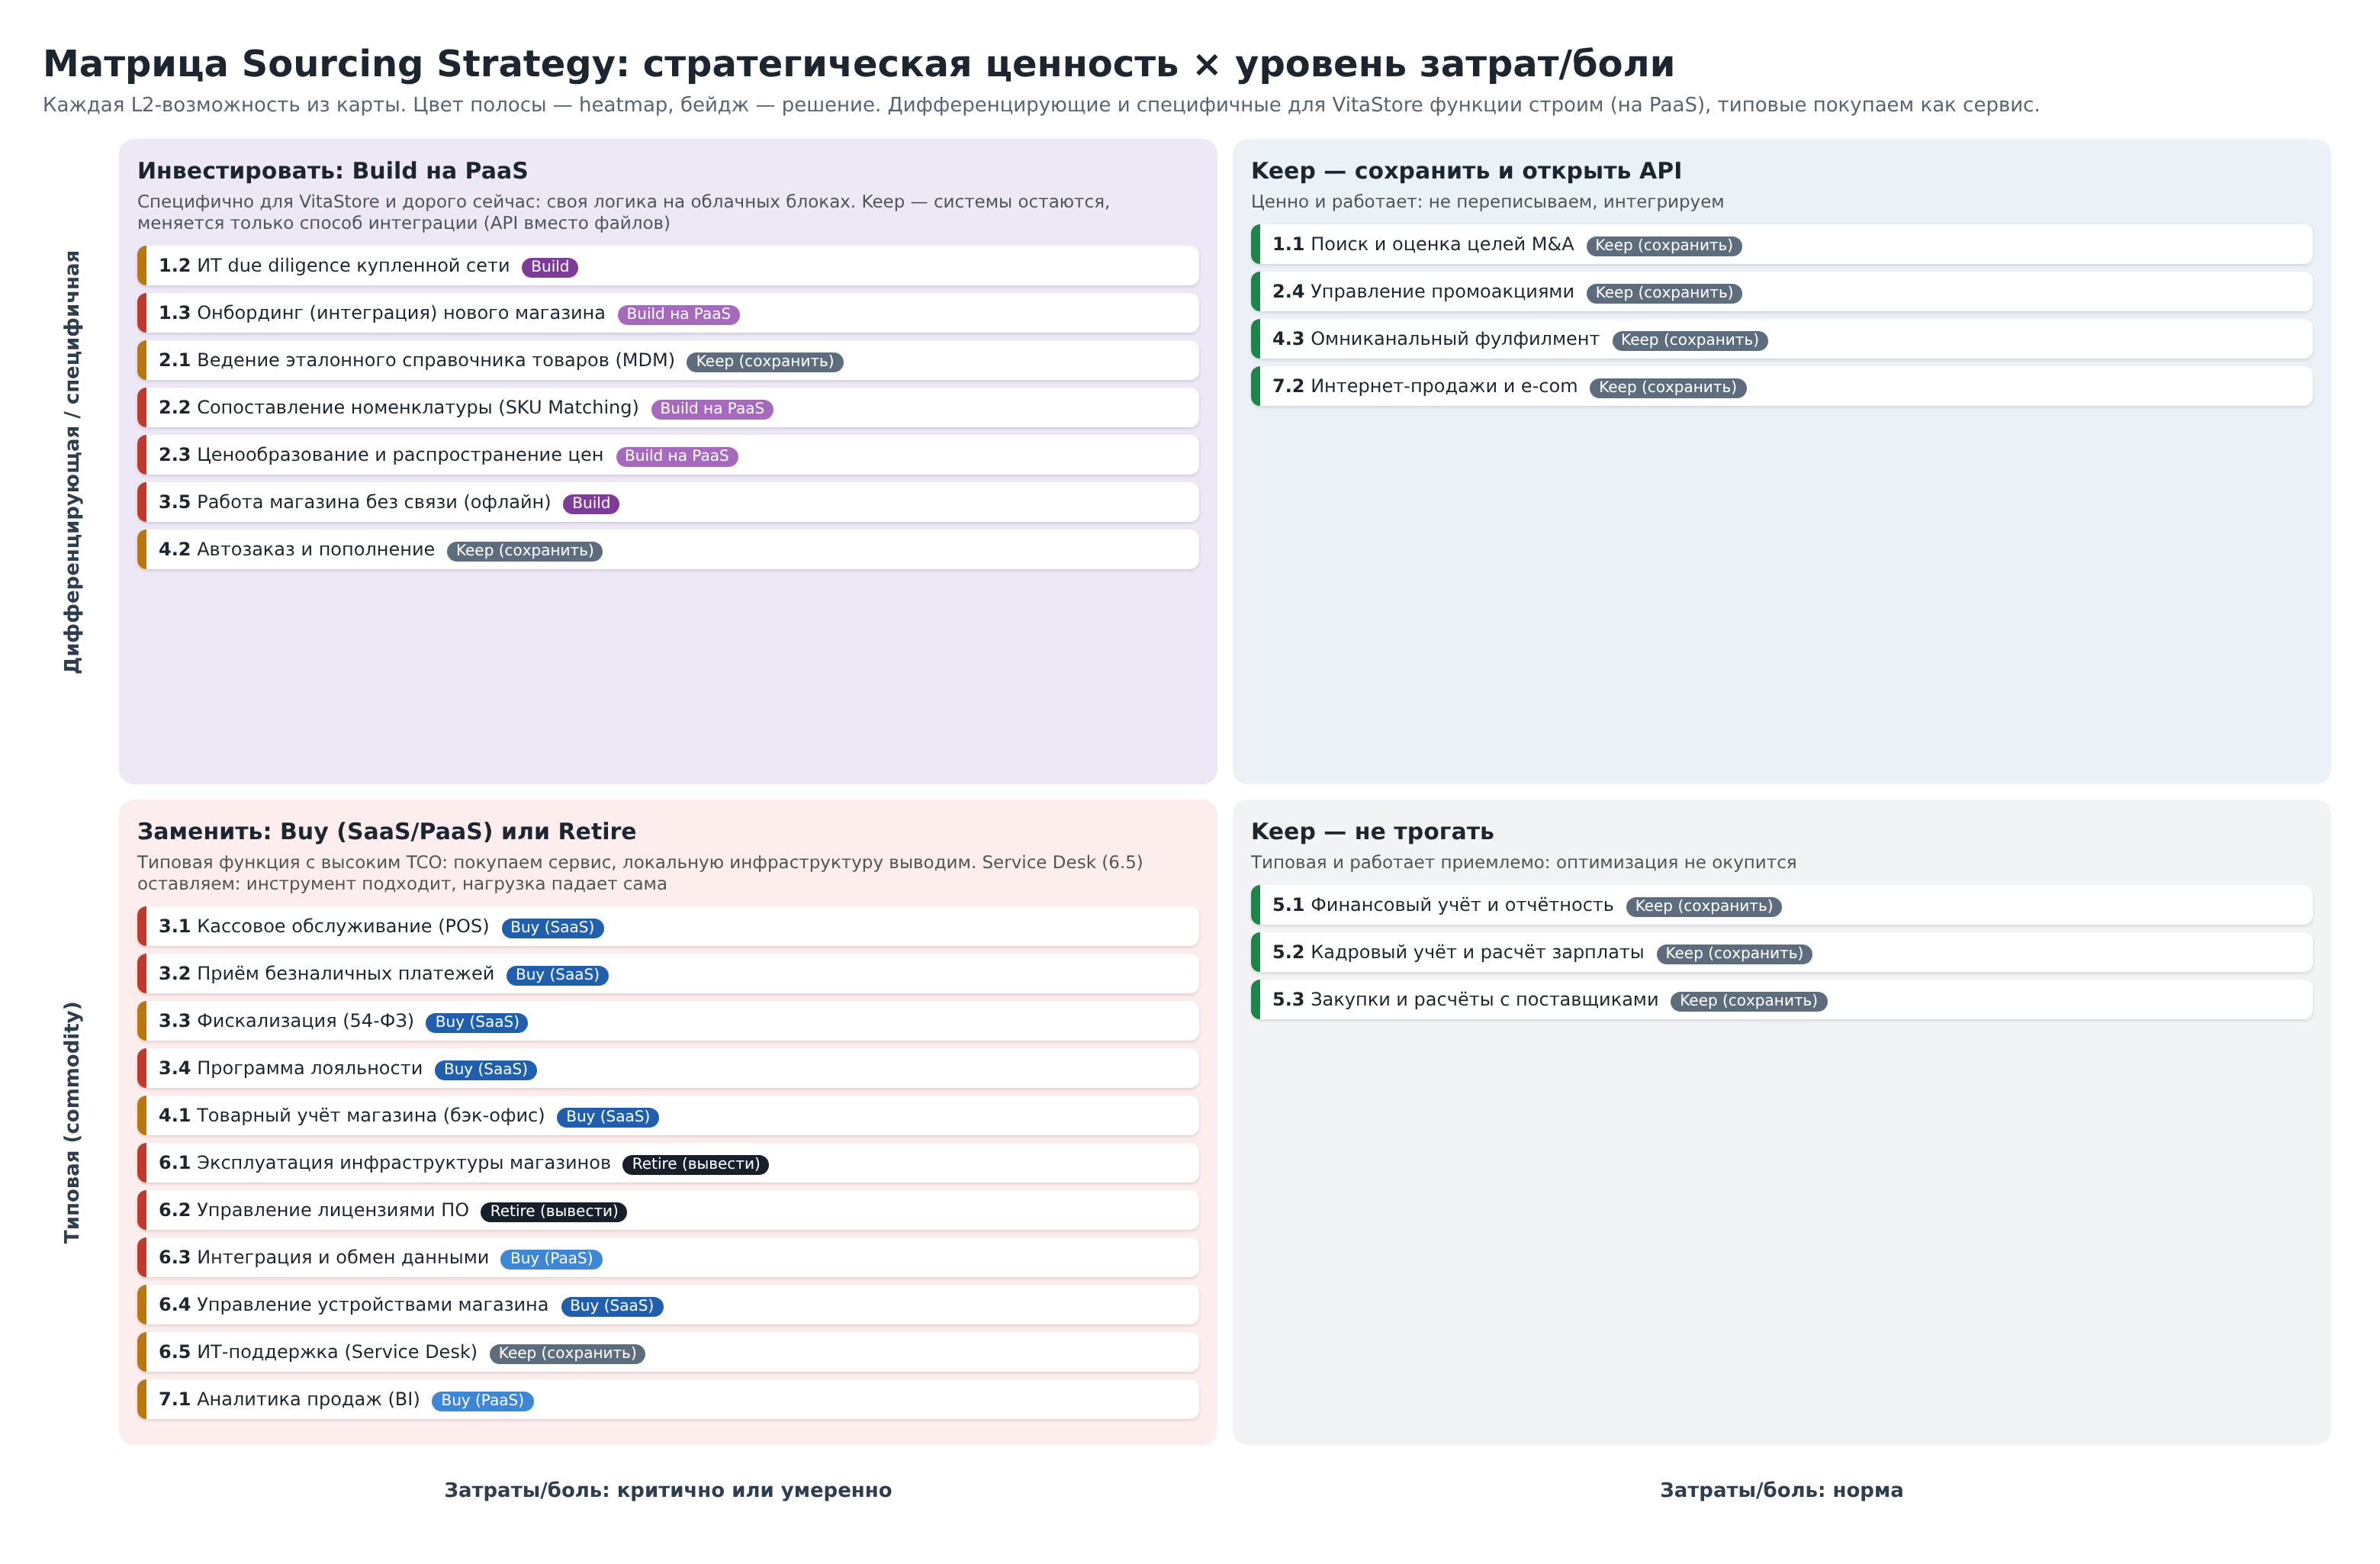 Матрица Sourcing Strategy: стратегическая ценность × уровень затрат/боли
Каждая L2-возможность из карты. Цвет полосы — heatmap, бейдж — решение. Дифференцирующие и специфичные для VitaStore функции строим (на PaaS), типовые покупаем как сервис.
Дифференцирующая / специфичная
Инвестировать: Build на PaaS
Специфично для VitaStore и дорого сейчас: своя логика на облачных блоках. Keep — системы остаются,
меняется только способ интеграции (API вместо файлов)
1.2 ИТ due diligence купленной сети Build
1.3 Онбординг (интеграция) нового магазина Build на PaaS
2.1 Ведение эталонного справочника товаров (MDM) Keep (сохранить)
2.2 Сопоставление номенклатуры (SKU Matching) Build на PaaS
2.3 Ценообразование и распространение цен Build на PaaS
3.5 Работа магазина без связи (офлайн) Build
4.2 Автозаказ и пополнение Keep (сохранить)
Keep — сохранить и открыть API
Ценно и работает: не переписываем, интегрируем
1.1 Поиск и оценка целей M&A Keep (сохранить)
2.4 Управление промоакциями Keep (сохранить)
4.3 Омниканальный фулфилмент Keep (сохранить)
7.2 Интернет-продажи и e-com Keep (сохранить)
Типовая (commodity)
Заменить: Buy (SaaS/PaaS) или Retire
Типовая функция с высоким TCO: покупаем сервис, локальную инфраструктуру выводим. Service Desk (6.5)
оставляем: инструмент подходит, нагрузка падает сама
3.1 Кассовое обслуживание (POS) Buy (SaaS)
3.2 Приём безналичных платежей Buy (SaaS)
3.3 Фискализация (54-ФЗ) Buy (SaaS)
3.4 Программа лояльности Buy (SaaS)
4.1 Товарный учёт магазина (бэк-офис) Buy (SaaS)
6.1 Эксплуатация инфраструктуры магазинов Retire (вывести)
6.2 Управление лицензиями ПО Retire (вывести)
6.3 Интеграция и обмен данными Buy (PaaS)
6.4 Управление устройствами магазина Buy (SaaS)
6.5 ИТ-поддержка (Service Desk) Keep (сохранить)
7.1 Аналитика продаж (BI) Buy (PaaS)
Keep — не трогать
Типовая и работает приемлемо: оптимизация не окупится
5.1 Финансовый учёт и отчётность Keep (сохранить)
5.2 Кадровый учёт и расчёт зарплаты Keep (сохранить)
5.3 Закупки и расчёты с поставщиками Keep (сохранить)
Затраты/боль: критично или умеренно
Затраты/боль: норма